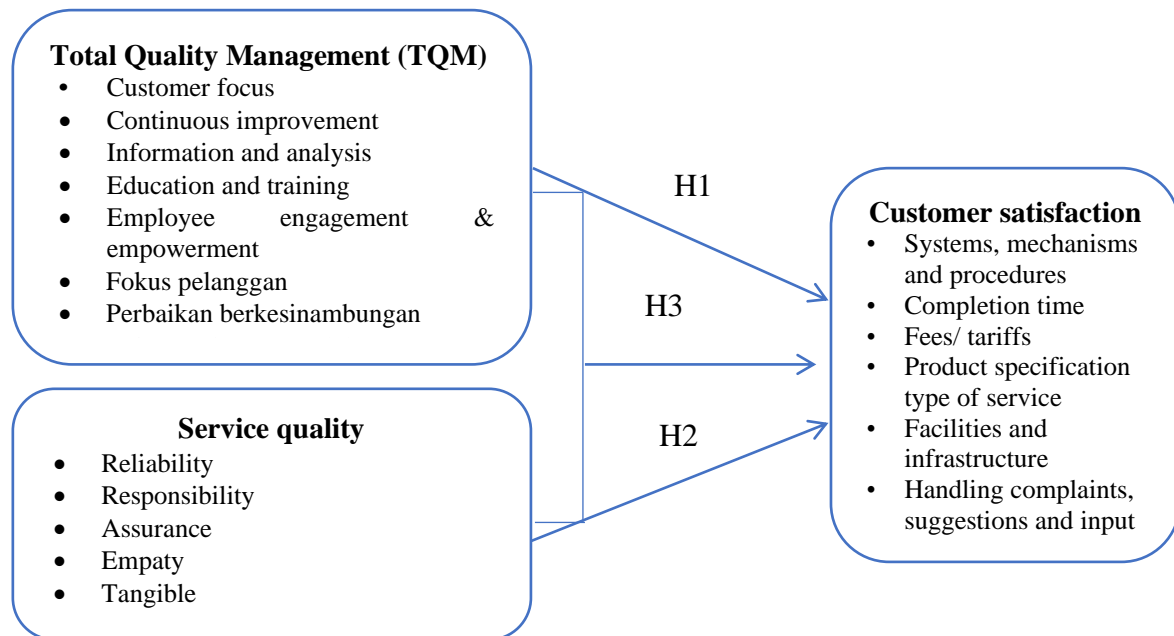 Total Quality Management (TQM)
• Customer focus
• Continuous improvement
• Information and analysis
• Education and training
• Employee engagement &
empowerment
• Fokus pelanggan
• Perbaikan berkesinambungan
Service quality
• Reliability
• Responsibility
• Assurance
• Empaty
• Tangible
H1
H3
H2
Customer satisfaction
• Systems, mechanisms
and procedures
• Completion time
• Fees/ tariffs
• Product specification
type of service
• Facilities and
infrastructure
• Handling complaints,
suggestions and input